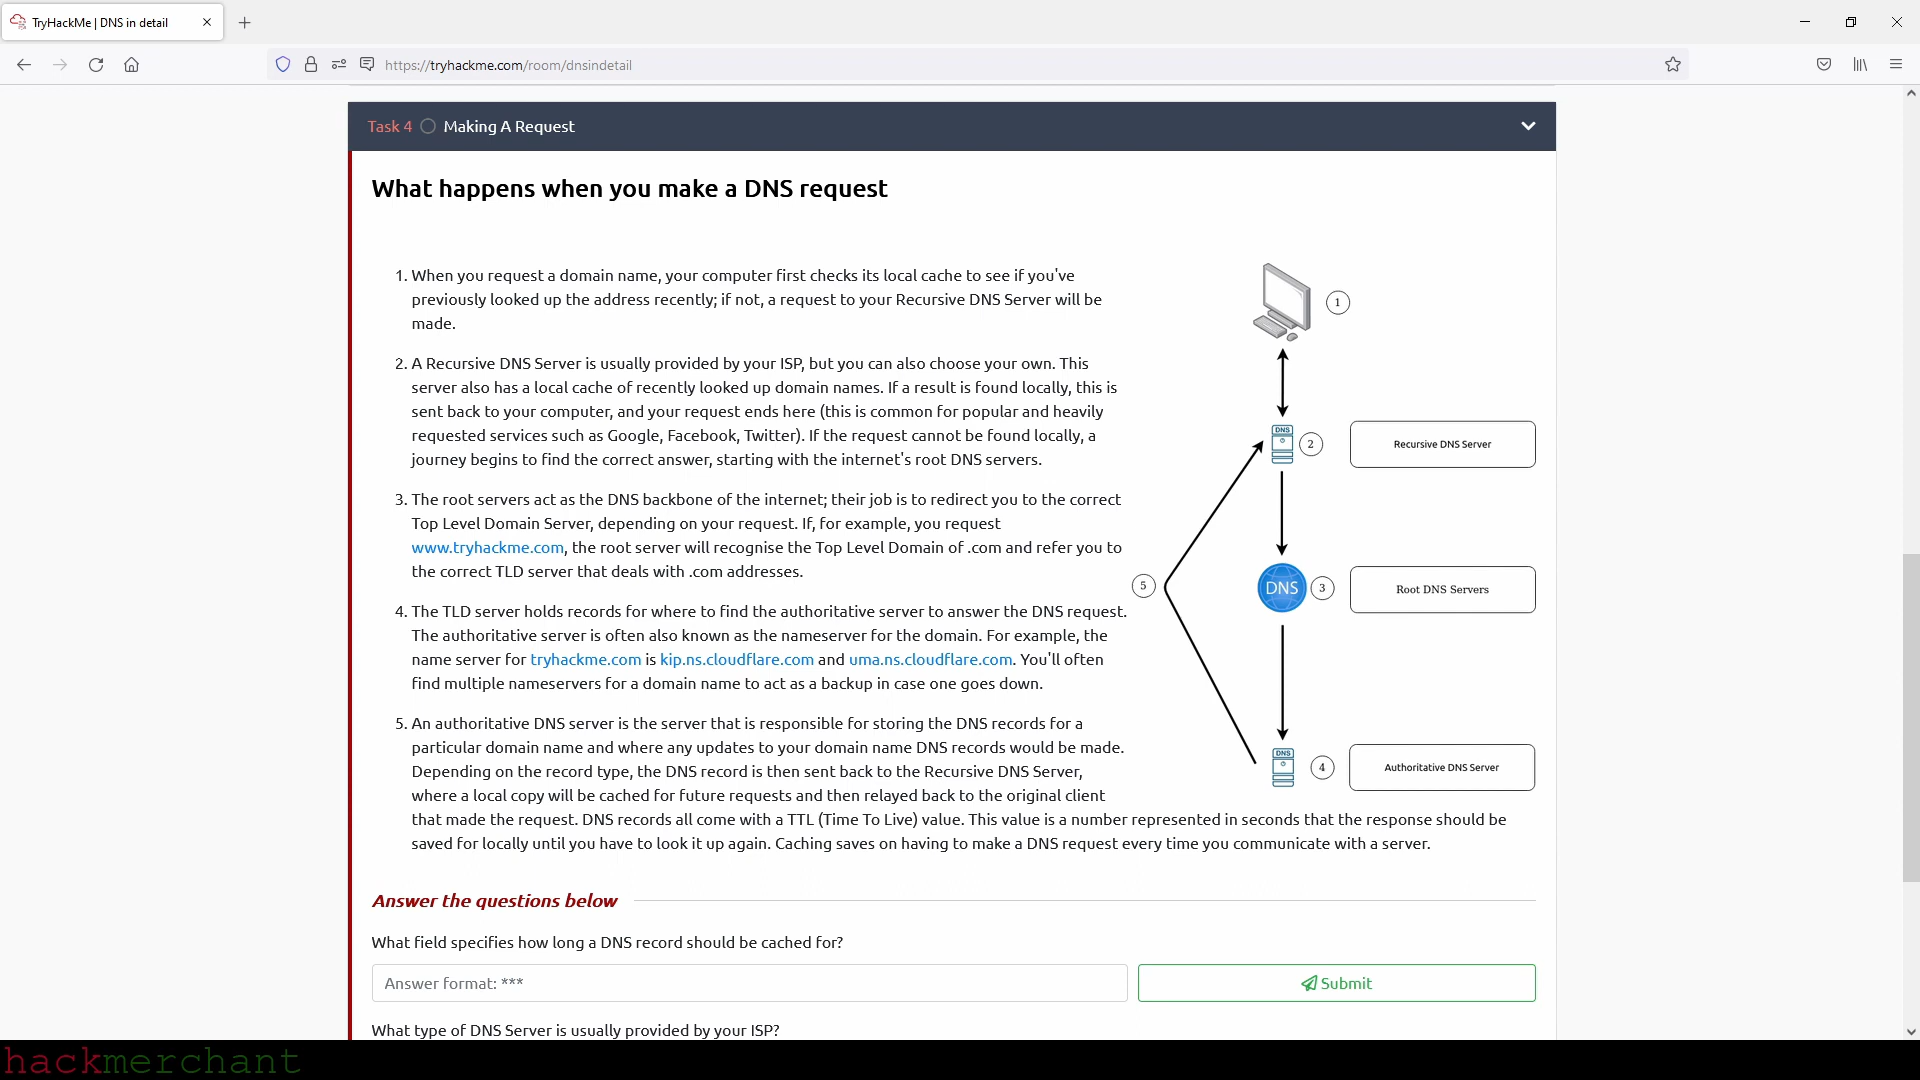 TryHackMe | DNS in detail
https://tryhackme.com/room/dnsindetail
Task 4 Making A Request
What happens when you make a DNS request
1. When you request a domain name, your computer first checks its local cache to see if you've
previously looked up the address recently; if not, a request to your Recursive DNS Server will be
made.
2. A Recursive DNS Server is usually provided by your ISP, but you can also choose your own. This
server also has a local cache of recently looked up domain names. If a result is found locally, this is
sent back to your computer, and your request ends here (this is common for popular and heavily
requested services such as Google, Facebook, Twitter). If the request cannot be found locally, a
journey begins to find the correct answer, starting with the internet's root DNS servers.
3. The root servers act as the DNS backbone of the internet; their job is to redirect you to the correct
Top Level Domain Server, depending on your request. If, for example, you request
www.tryhackme.com, the root server will recognise the Top Level Domain of .com and refer you to
the correct TLD server that deals with .com addresses.
4. The TLD server holds records for where to find the authoritative server to answer the DNS request.
The authoritative server is often also known as the nameserver for the domain. For example, the
name server for tryhackme.com is kip.ns.cloudflare.com and uma.ns.cloudflare.com. You'll often
find multiple nameservers for a domain name to act as a backup in case one goes down.
5. An authoritative DNS server is the server that is responsible for storing the DNS records for a
particular domain name and where any updates to your domain name DNS records would be made.
Depending on the record type, the DNS record is then sent back to the Recursive DNS Server,
where a local copy will be cached for future requests and then relayed back to the original client
that made the request. DNS records all come with a TTL (Time To Live) value. This value is a number represented in seconds that the response should be
saved for locally until you have to look it up again. Caching saves on having to make a DNS request every time you communicate with a server.
1
DNS 2 Recursive DNS Server
5
DNS 3 Root DNS Servers
DNS 4 Authoritative DNS Server
Answer the questions below
What field specifies how long a DNS record should be cached for?
Answer format: ***
Submit
What type of DNS Server is usually provided by your ISP?
hackmerchant